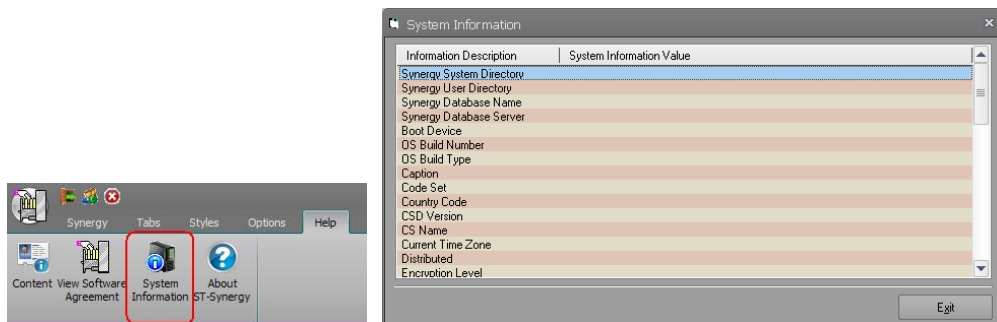 Synergy Tabs Styles Options Help
Content View Software Agreement System Information About ST-Synergy
System Information
Information Description System Information Value
Synergy System Directory
Synergy User Directory
Synergy Database Name
Synergy Database Server
Boot Device
OS Build Number
OS Build Type
Caption
Code Set
Country Code
CSD Version
CS Name
Current Time Zone
Distributed
Encryption Level
Exit